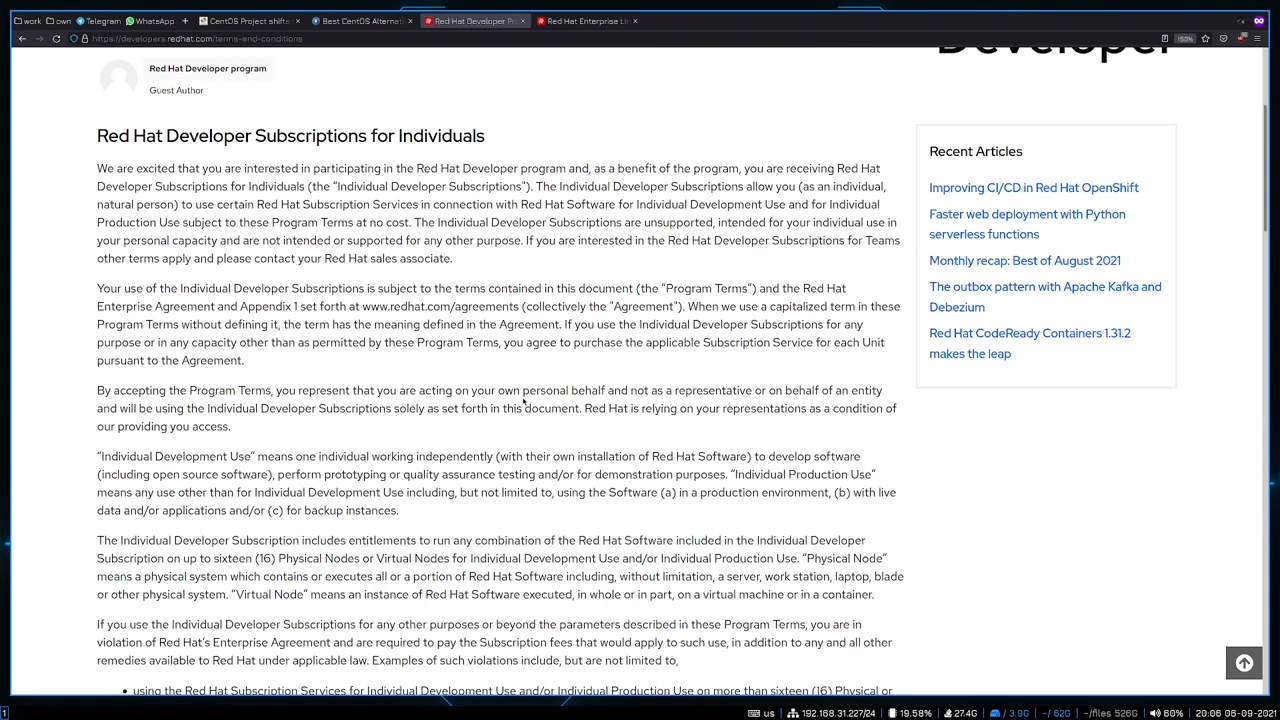 work own Telegram WhatsApp CentOS Project shifts Best CentOS Alternati Red Hat Developer Pr Red Hat Enterprise Li
https://developers.redhat.com/terms-and-conditions 150%
Developer
Red Hat Developer program
Guest Author
Red Hat Developer Subscriptions for Individuals
We are excited that you are interested in participating in the Red Hat Developer program and, as a benefit of the program, you are receiving Red Hat
Developer Subscriptions for Individuals (the “Individual Developer Subscriptions"). The Individual Developer Subscriptions allow you (as an individual,
natural person) to use certain Red Hat Subscription Services in connection with Red Hat Software for Individual Development Use and for Individual
Production Use subject to these Program Terms at no cost. The Individual Developer Subscriptions are unsupported, intended for your individual use in
your personal capacity and are not intended or supported for any other purpose. If you are interested in the Red Hat Developer Subscriptions for Teams
other terms apply and please contact your Red Hat sales associate.
Your use of the Individual Developer Subscriptions is subject to the terms contained in this document (the “Program Terms”) and the Red Hat
Enterprise Agreement and Appendix 1 set forth at www.redhat.com/agreements (collectively the "Agreement”). When we use a capitalized term in these
Program Terms without defining it, the term has the meaning defined in the Agreement. If you use the Individual Developer Subscriptions for any
purpose or in any capacity other than as permitted by these Program Terms, you agree to purchase the applicable Subscription Service for each Unit
pursuant to the Agreement.
By accepting the Program Terms, you represent that you are acting on your own personal behalf and not as a representative or on behalf of an entity
and will be using the Individual Developer Subscriptions solely as set forth in this document. Red Hat is relying on your representations as a condition of
our providing you access.
“Individual Development Use” means one individual working independently (with their own installation of Red Hat Software) to develop software
(including open source software), perform prototyping or quality assurance testing and/or for demonstration purposes. “Individual Production Use”
means any use other than for Individual Development Use including, but not limited to, using the Software (a) in a production environment, (b) with live
data and/or applications and/or (c) for backup instances.
The Individual Developer Subscription includes entitlements to run any combination of the Red Hat Software included in the Individual Developer
Subscription on up to sixteen (16) Physical Nodes or Virtual Nodes for Individual Development Use and/or Individual Production Use. “Physical Node”
means a physical system which contains or executes all or a portion of Red Hat Software including, without limitation, a server, work station, laptop, blade
or other physical system. “Virtual Node” means an instance of Red Hat Software executed, in whole or in part, on a virtual machine or in a container.
If you use the Individual Developer Subscriptions for any other purposes or beyond the parameters described in these Program Terms, you are in
violation of Red Hat’s Enterprise Agreement and are required to pay the Subscription fees that would apply to such use, in addition to any and all other
remedies available to Red Hat under applicable law. Examples of such violations include, but are not limited to,
• using the Red Hat Subscription Services for Individual Development Use and/or Individual Production Use on more than sixteen (16) Physical or
Recent Articles
Improving CI/CD in Red Hat OpenShift
Faster web deployment with Python
serverless functions
Monthly recap: Best of August 2021
The outbox pattern with Apache Kafka and
Debezium
Red Hat CodeReady Containers 1.31.2
makes the leap
1 us 192.168.31.227/24 19.58% 27.4G / 3.9G ~/ 62G ~/files 526G 60% 20:06 06-09-2021